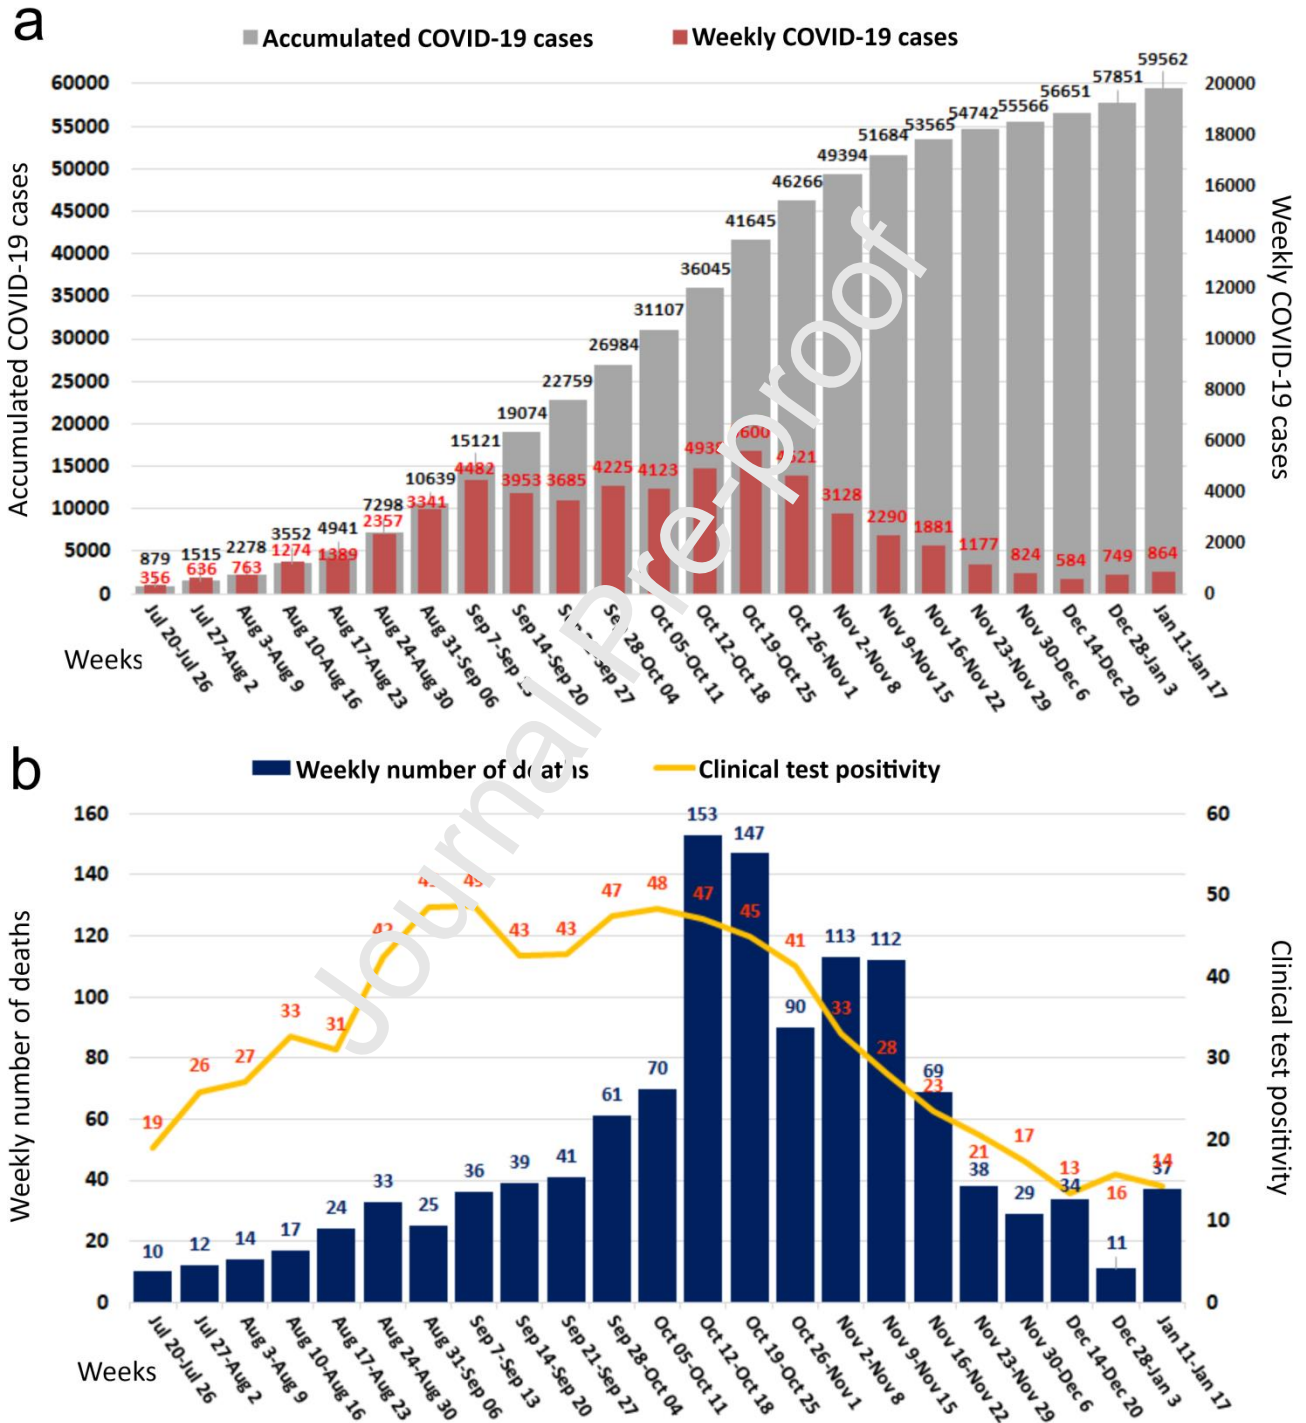 a
Accumulated COVID-19 cases
Weekly COVID-19 cases
60000
55000
50000
45000
40000
35000
30000
25000
20000
15000
10000
5000
0
Accumulated COVID-19 cases
20000
18000
16000
14000
12000
10000
8000
6000
4000
2000
0
Weekly COVID-19 cases
879 1515 2278 3552 4941 7298 10639 15121 19074 22759 26984 31107 36045 41645 46266 49394 51684 53565 54742 55566 56651 57851 59562
356 636 763 1274 1389 2357 3341 4482 3953 3685 4225 4123 3128 2290 1881 1177 824 584 749 864
Weeks
Jul 20-Jul 26
Jul 27-Aug 2
Aug 3-Aug 9
Aug 10-Aug 16
Aug 17-Aug 23
Aug 24-Aug 30
Aug 31-Sep 06
Sep 7-Sep
Sep 14-Sep 20
27
28-Oct 04
Oct 05-Oct 11
Oct 12-Oct 18
Oct 19-Oct 25
Oct 26-Nov 1
Nov 2-Nov 8
Nov 9-Nov 15
Nov 16-Nov 22
Nov 23-Nov 29
Nov 30-Dec 6
Dec 14-Dec 20
Dec 28-Jan 3
Jan 11-Jan 17
Journal Pre-proof
b
Weekly number of deaths
Clinical test positivity
160
140
120
100
80
60
40
20
0
Weekly number of deaths
60
50
40
30
20
10
0
Clinical test positivity
19 26 27 33 31 43 43 47 48 47 45 41 33 28 23 21 17 13 16 14
10 12 14 17 24 33 25 36 39 41 61 70 153 147 90 113 112 69 38 29 34 11 37
Weeks
Jul 20-Jul 26
Jul 27-Aug 2
Aug 3-Aug 9
Aug 10-Aug 16
Aug 17-Aug 23
Aug 24-Aug 30
Aug 31-Sep 06
Sep 7-Sep 13
Sep 14-Sep 20
Sep 21-Sep 27
Sep 28-Oct 04
Oct 05-Oct 11
Oct 12-Oct 18
Oct 19-Oct 25
Oct 26-Nov 1
Nov 2-Nov 8
Nov 9-Nov 15
Nov 16-Nov 22
Nov 23-Nov 29
Nov 30-Dec 6
Dec 14-Dec 20
Dec 28-Jan 3
Jan 11-Jan 17